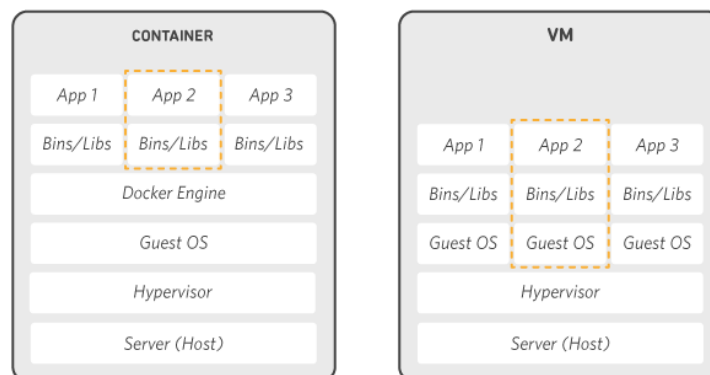 CONTAINER
App 1 App 2 App 3
Bins/Libs Bins/Libs Bins/Libs
Docker Engine
Guest OS
Hypervisor
Server (Host)
VM
App 1 App 2 App 3
Bins/Libs Bins/Libs Bins/Libs
Guest OS Guest OS Guest OS
Hypervisor
Server (Host)